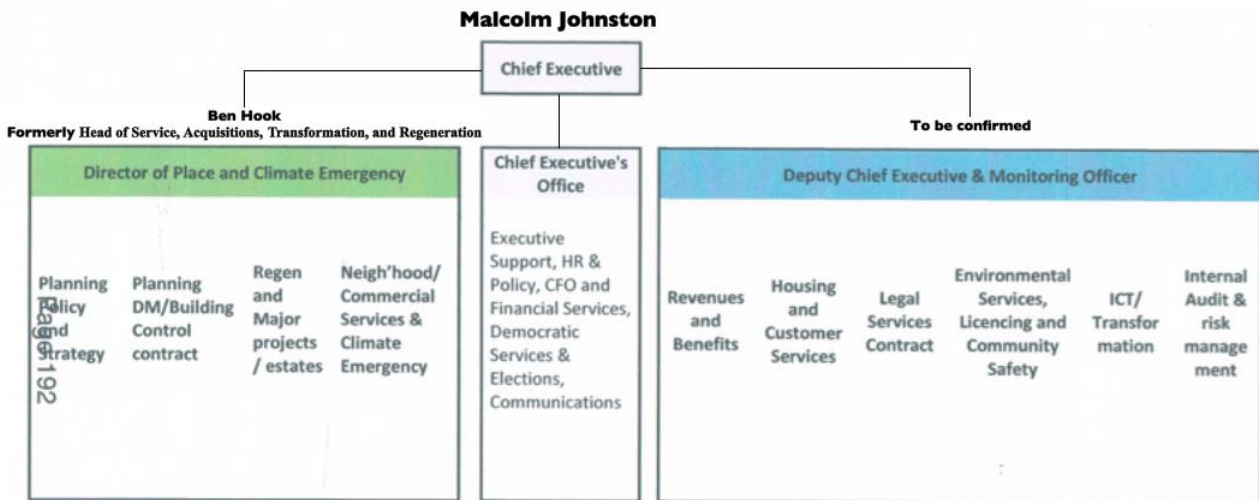 Malcolm Johnston
Chief Executive
Ben Hook
Formerly Head of Service, Acquisitions, Transformation, and Regeneration
To be confirmed
Director of Place and Climate Emergency
Planning
Policy
and
Strategy
Planning
DM/Building
Control
contract
Regen
and
Major
projects
/ estates
Neigh'hood/
Commercial
Services &
Climate
Emergency
Page 192
Chief Executive's
Office
Executive
Support, HR &
Policy, CFO and
Financial Services,
Democratic
Services &
Elections,
Communications
Deputy Chief Executive & Monitoring Officer
Revenues
and
Benefits
Housing
and
Customer
Services
Legal
Services
Contract
Environmental
Services,
Licencing and
Community
Safety
ICT/
Transfor
mation
Internal
Audit &
risk
manage
ment